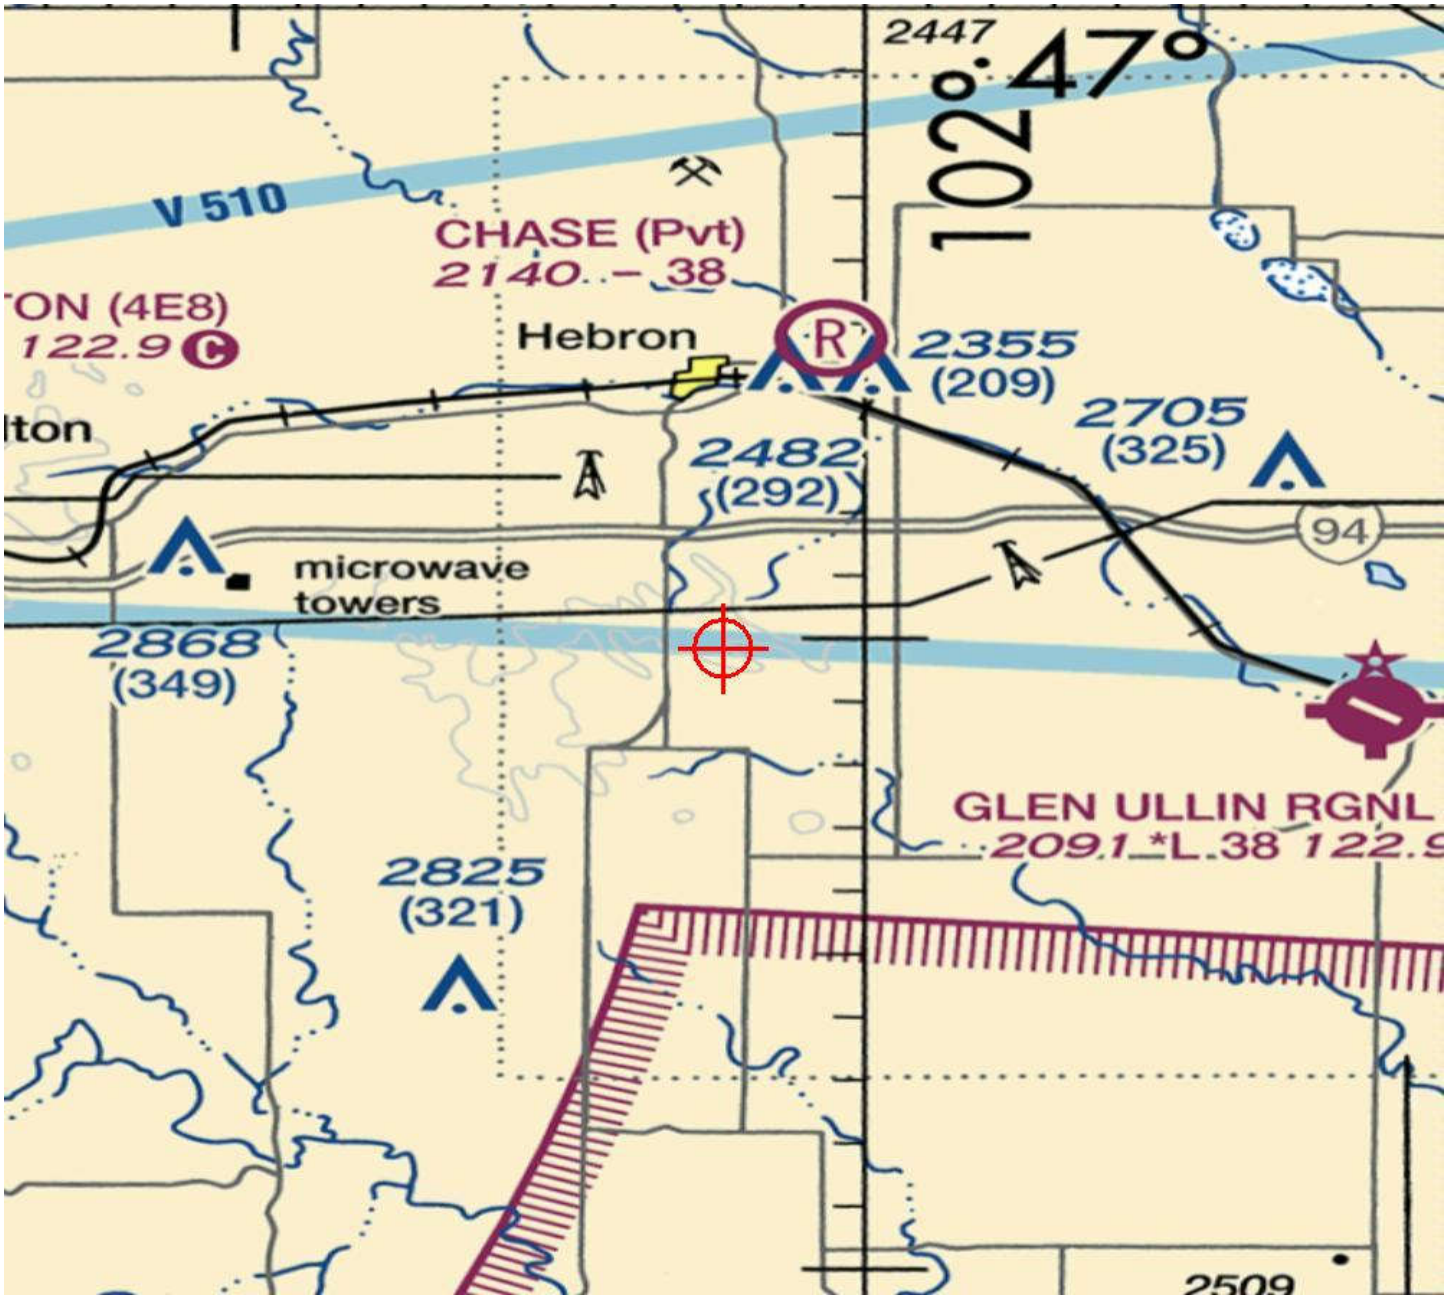 2447
47°
102°
V 510
CHASE (Pvt)
2140 - 38
TON (4E8)
122.9 C
Hebron
R
2355
(209)
lton
2705
(325)
2482
(292)
94
microwave
towers
2868
(349)
GLEN ULLIN RGNL
2091 *L 38 122.9
2825
(321)
2509